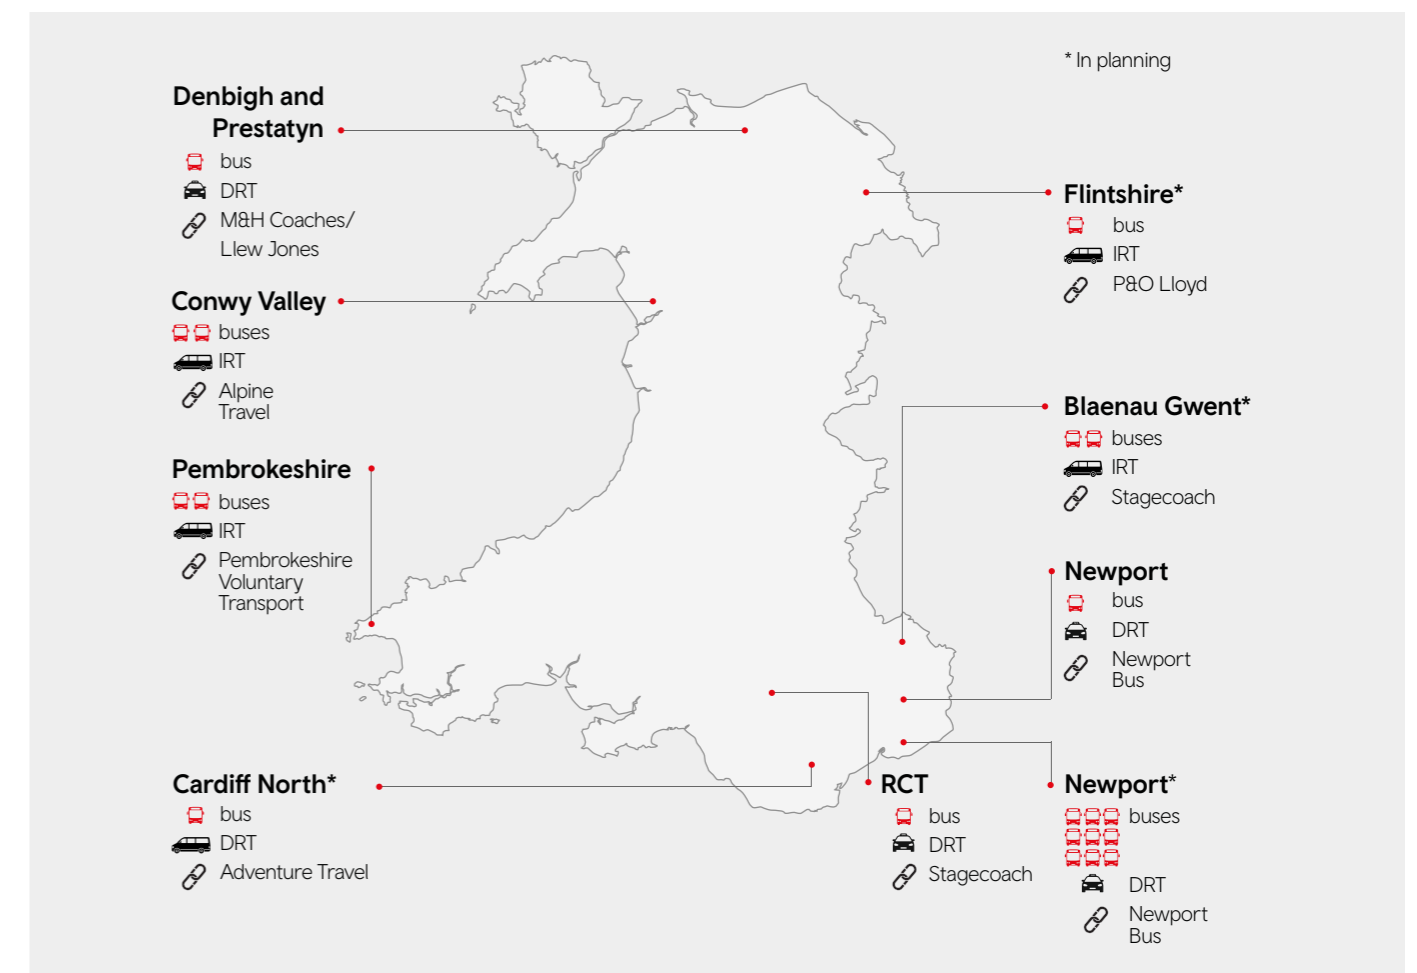 * In planning
Denbigh and
Prestatyn
bus
DRT
M&H Coaches/
Llew Jones
Conwy Valley
buses
IRT
Alpine
Travel
Pembrokeshire
buses
IRT
Pembrokeshire
Voluntary
Transport
Cardiff North*
bus
DRT
Adventure Travel
Flintshire*
bus
IRT
P&O Lloyd
Blaenau Gwent*
buses
IRT
Stagecoach
Newport
bus
DRT
Newport
Bus
RCT
bus
DRT
Stagecoach
Newport*
buses
DRT
Newport
Bus